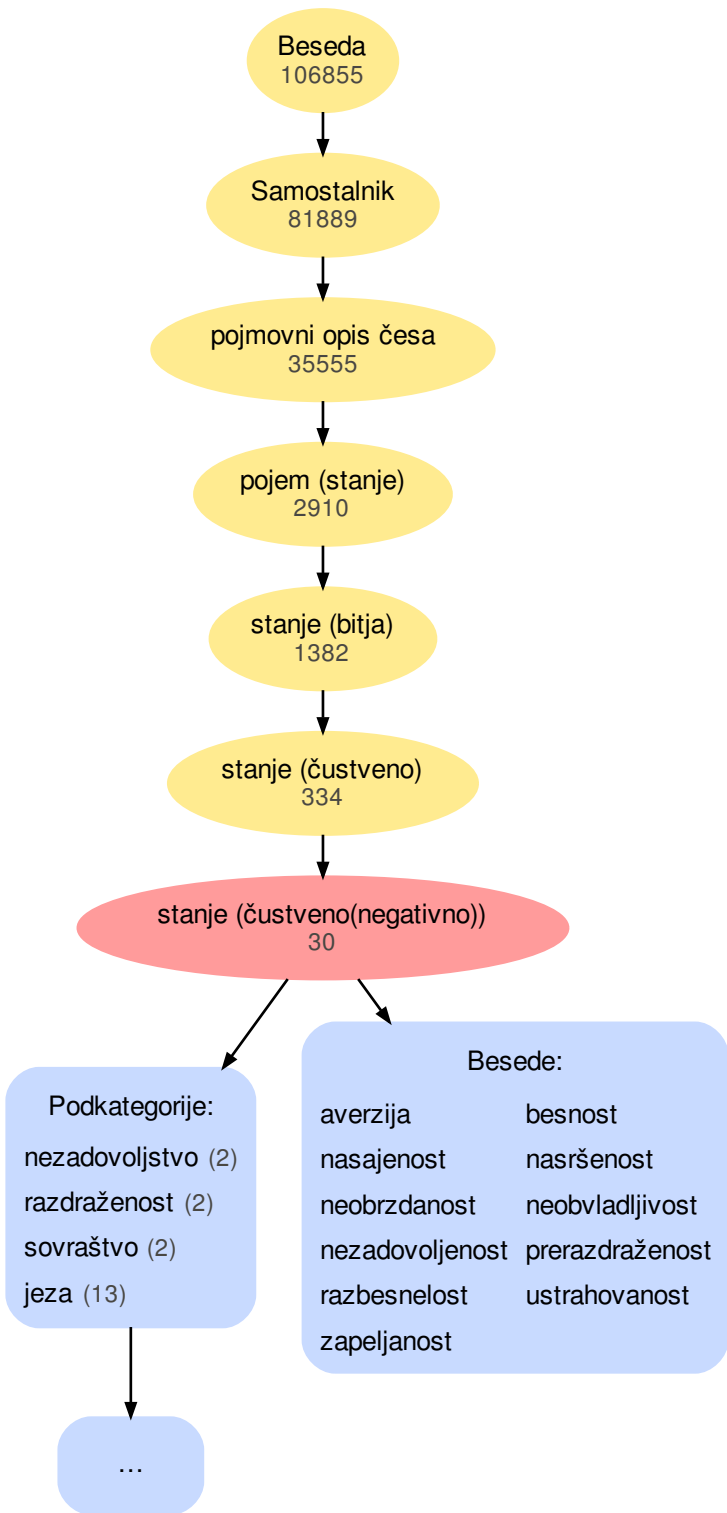 Beseda
106855
Samostalnik
81889
pojmovni opis česa
35555
pojem (stanje)
2910
stanje (bitja)
1382
stanje (čustveno)
334
stanje (čustveno(negativno))
30
Podkategorije:
nezadovoljstvo (2)
razdraženost (2)
sovraštvo (2)
jeza (13)
...
Besede:
averzija besnost
nasajenost nasršenost
neobrzdanost neobvladljivost
nezadovoljenost prerazdraženost
razbesnelost ustrahovanost
zapeljanost